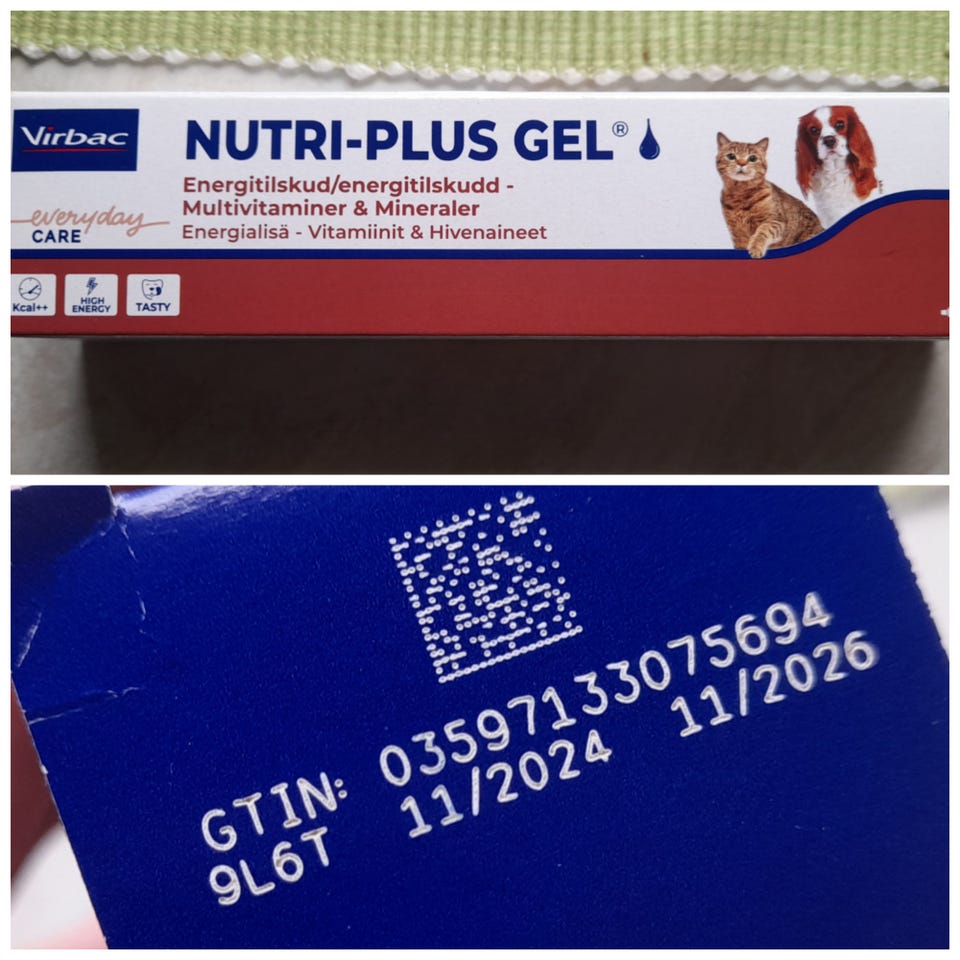 Virbac
NUTRI-PLUS GEL®
Energitilskud/energitilskudd -
Multivitaminer & Mineraler
Energialisä - Vitamiinit & Hivenaineet
everyday
CARE
Kcal++
HIGH
ENERGY
TASTY
GTIN: 03597133075694
9L6T 11/2024 11/2026